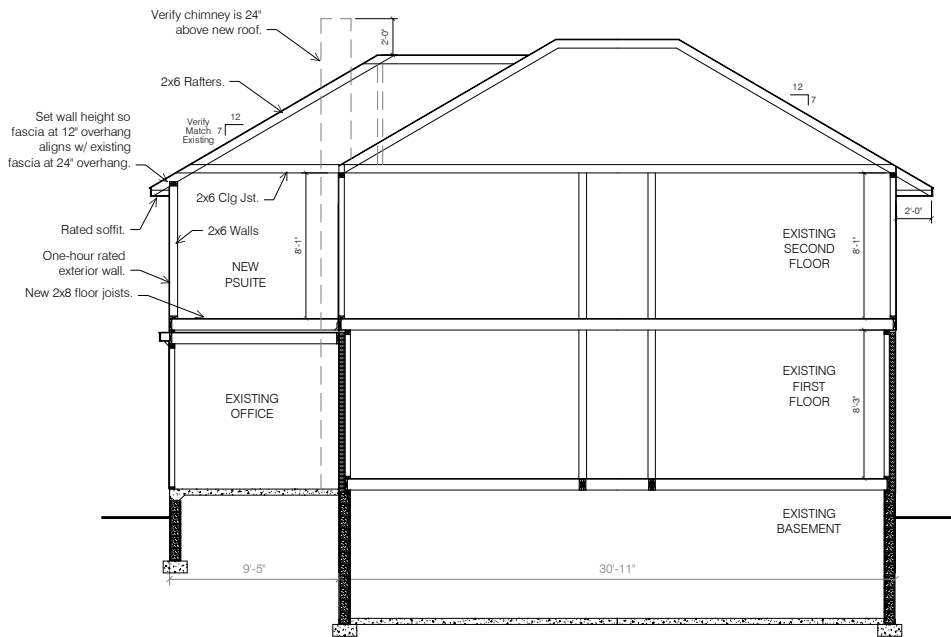 Verify chimney is 24"
above new roof.
2'-0"
2x6 Rafters.
12
7
Verify
Match
Existing
Set wall height so
fascia at 12" overhang
aligns w/ existing
fascia at 24" overhang.
12
7
2x6 Clg Jst.
Rated soffit.
2x6 Walls
8'-1"
EXISTING
SECOND
FLOOR
8'-1"
2'-0"
One-hour rated
exterior wall.
NEW
PSUITE
New 2x8 floor joists.
EXISTING
OFFICE
EXISTING
FIRST
FLOOR
8'-3"
EXISTING
BASEMENT
9'-5"
30'-11"